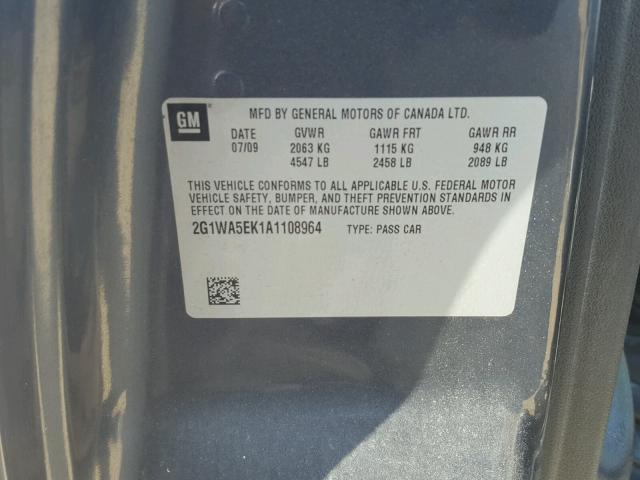 GM
MFD BY GENERAL MOTORS OF CANADA LTD.
DATE GVWR GAWR FRT GAWR RR
07/09 2063 KG 1115 KG 948 KG
4547 LB 2458 LB 2089 LB
THIS VEHICLE CONFORMS TO ALL APPLICABLE U.S. FEDERAL MOTOR
VEHICLE SAFETY, BUMPER, AND THEFT PREVENTION STANDARDS IN
EFFECT ON THE DATE OF MANUFACTURE SHOWN ABOVE.
2G1WA5EK1A1108964 TYPE: PASS CAR